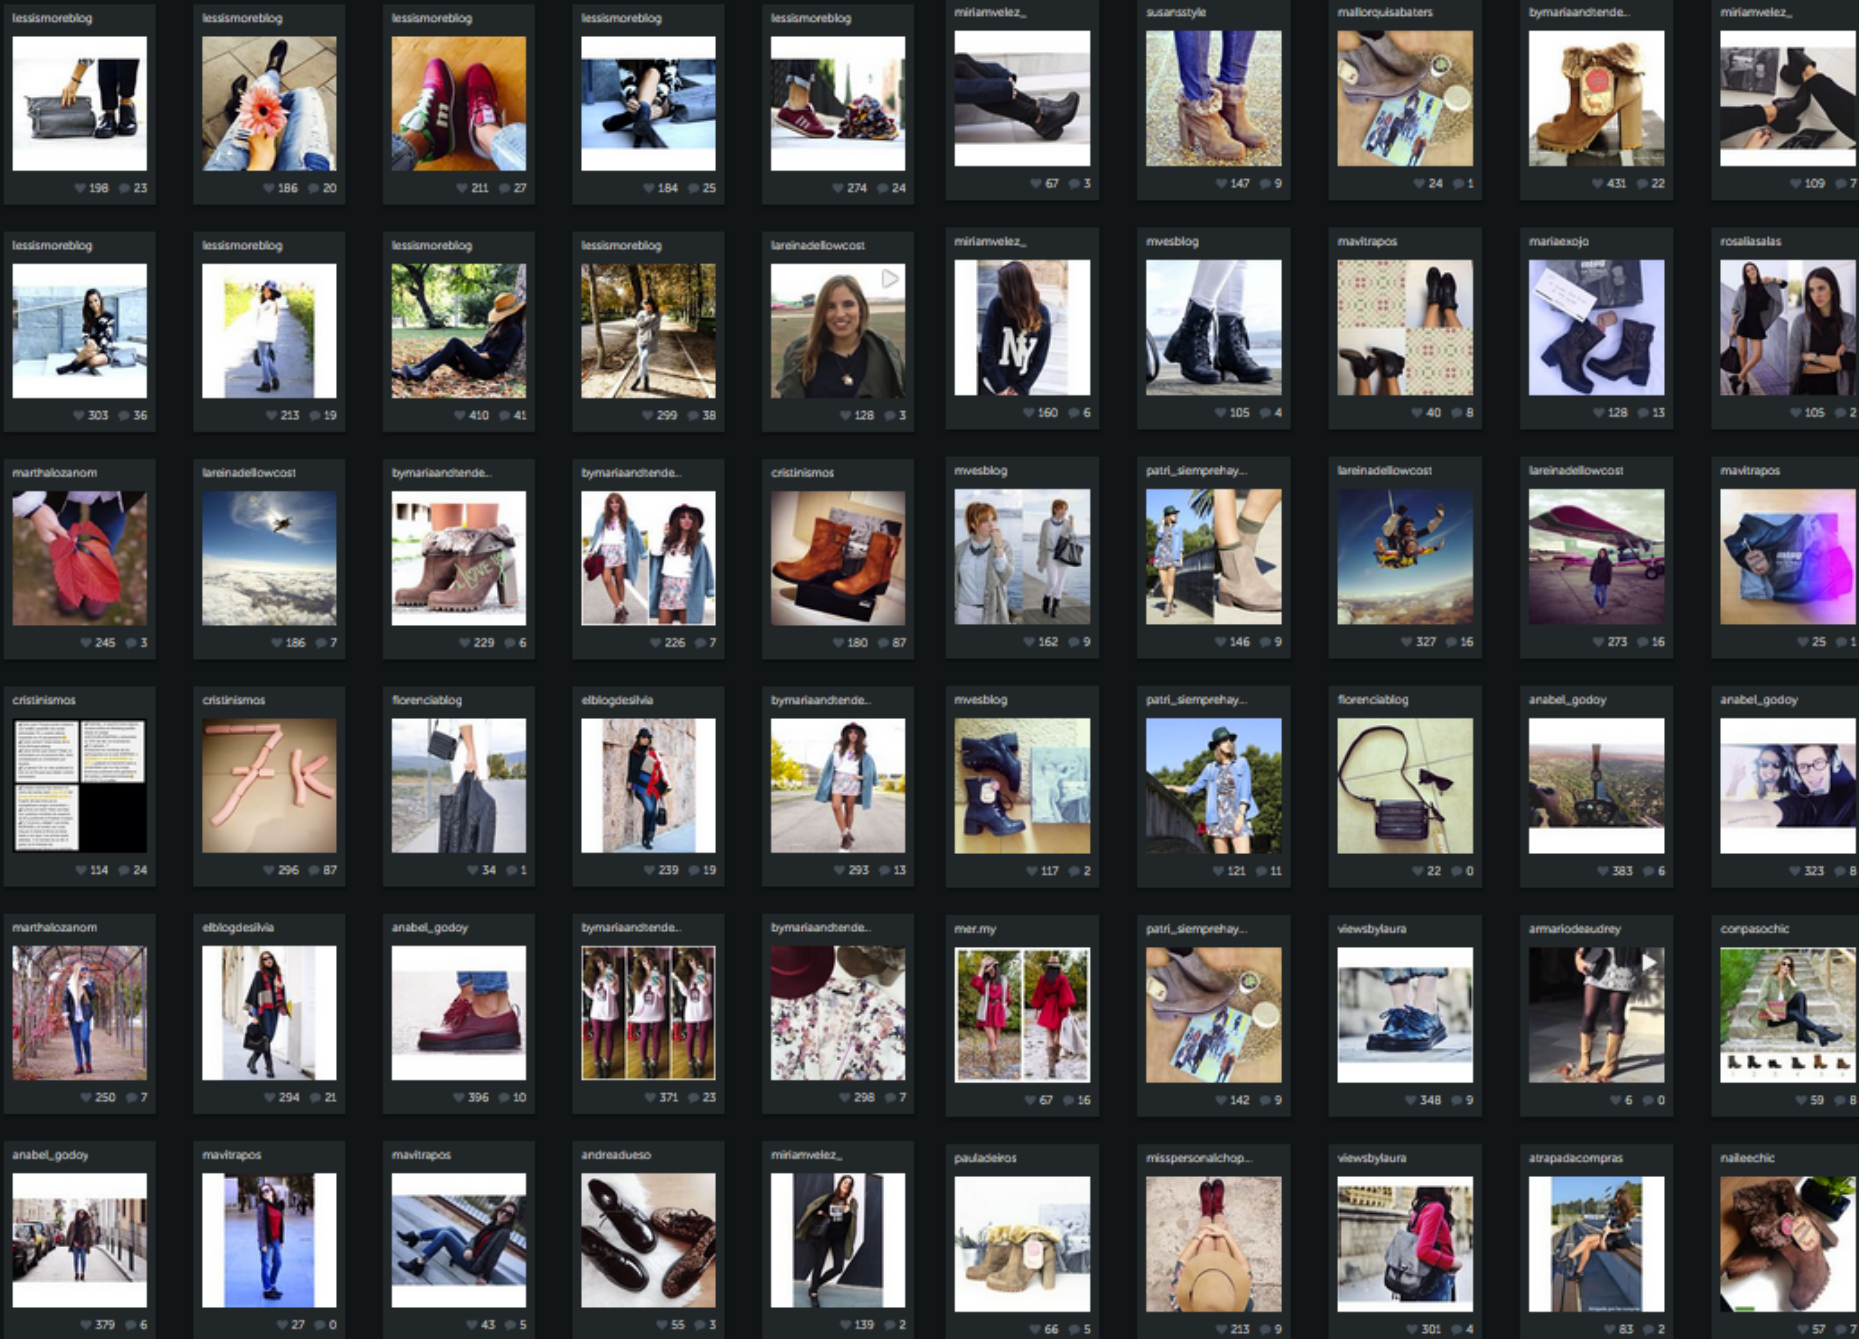 lessismoreblog lessismoreblog lessismoreblog lessismoreblog lessismoreblog miriamvelez_ susansstyle mallorquisabaters bymariaandtende... miriamvelez_
198 23 186 20 211 27 184 25 274 24 67 3 147 9 24 1 431 22 109 7
lessismoreblog lessismoreblog lessismoreblog lessismoreblog lareinadellowcost miriamvelez_ mvesblog mavitrapos mariaexojo rosaliasalas
NY
303 36 213 19 410 41 299 38 128 3 160 6 105 4 40 8 128 13 105 2
marthalozanom lareinadellowcost bymariaandtende... bymariaandtende... cristinismos mvesblog patri_siemprehay... lareinadellowcost lareinadellowcost mavitrapos
245 3 186 7 229 6 226 7 180 87 162 9 146 9 327 16 273 16 25 1
cristinismos cristinismos florenciablog elblogdesilvia bymariaandtende... mvesblog patri_siemprehay... florenciablog anabel_godoy anabel_godoy
114 24 296 87 34 1 239 19 293 13 117 2 121 11 22 0 383 6 323 8
marthalozanom elblogdesilvia anabel_godoy bymariaandtende... bymariaandtende... mer.my patri_siemprehay... viewsbylaura armariodeaudrey conpasochic
250 7 294 21 396 10 371 23 298 7 67 16 142 9 348 9 6 0 59 8
anabel_godoy mavitrapos mavitrapos andreadueso miriamvelez_ pauladeiros misspersonalchop... viewsbylaura atrapadacompras naileechic
379 6 27 0 43 5 55 3 139 2 66 5 213 9 301 4 83 2 57 7